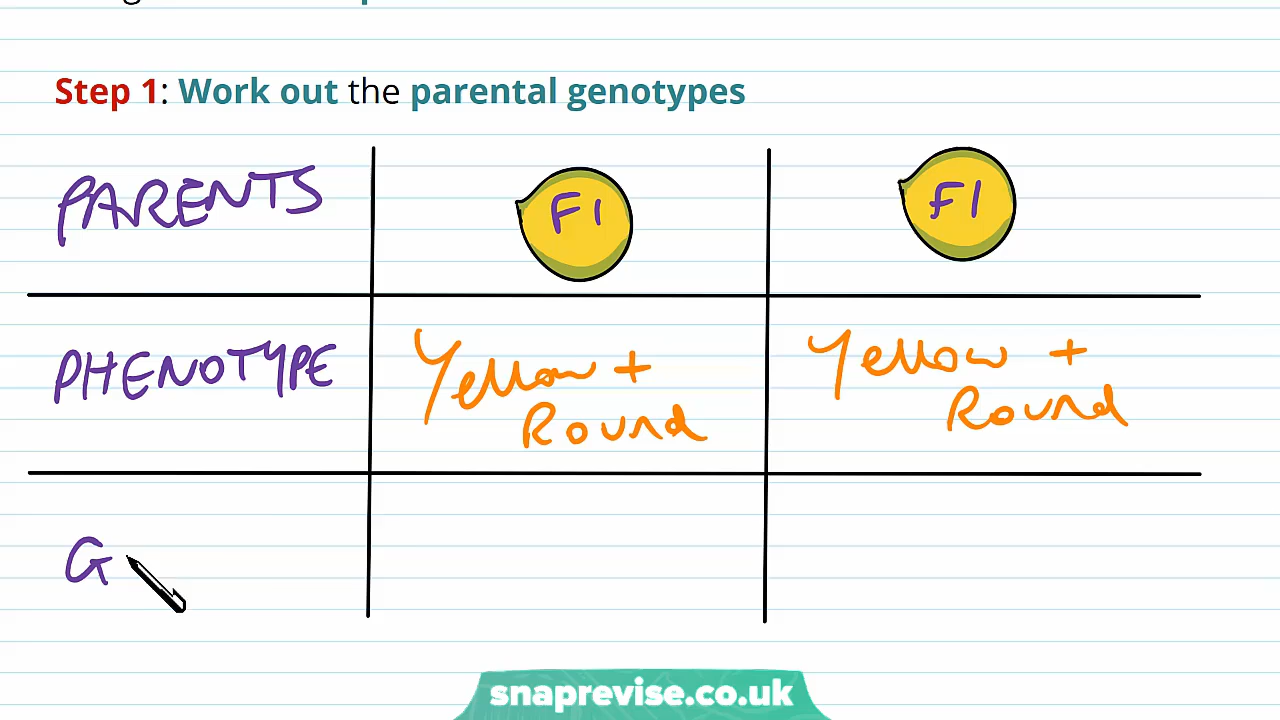 Step 1: Work out the parental genotypes
PARENTS F1 F1
PHENOTYPE Yellow + Round Yellow + Round
G
snaprevise.co.uk